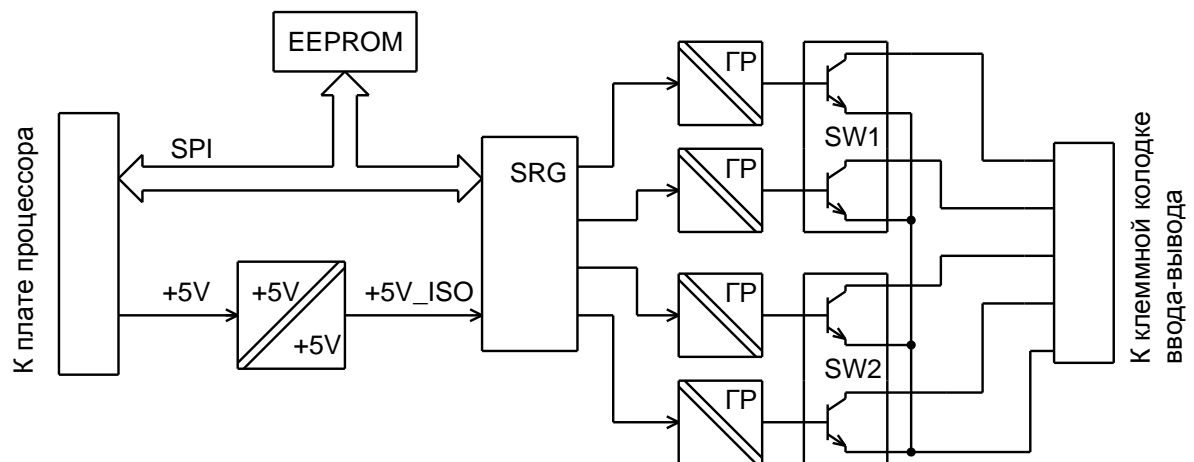 EEPROM
К плате процессора
SPI
+5V
+5V
+5V
+5V_ISO
SRG
ГР
ГР
SW1
ГР
ГР
SW2
К клеммной колодке
ввода-вывода